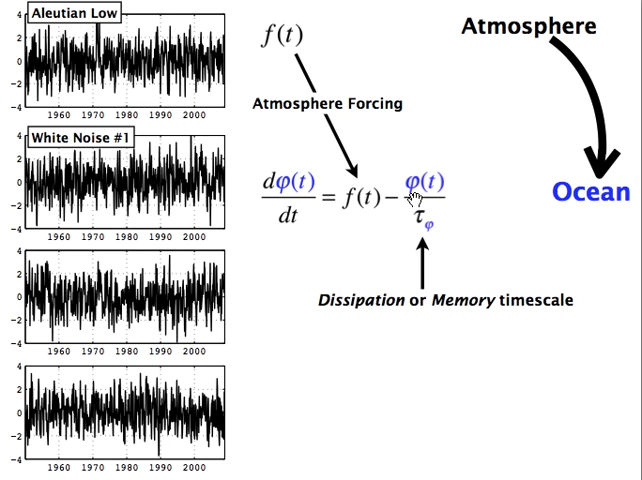 Aleutian Low
4
2
0
−2
−4
1960 1970 1980 1990 2000
White Noise #1
4
2
0
−2
−4
1960 1970 1980 1990 2000
4
2
0
−2
−4
1960 1970 1980 1990 2000
4
2
0
−2
−4
1960 1970 1980 1990 2000
f(t)
Atmosphere Forcing
dφ(t)/dt = f(t) − φ(t)/τφ
Dissipation or Memory timescale
Atmosphere
Ocean